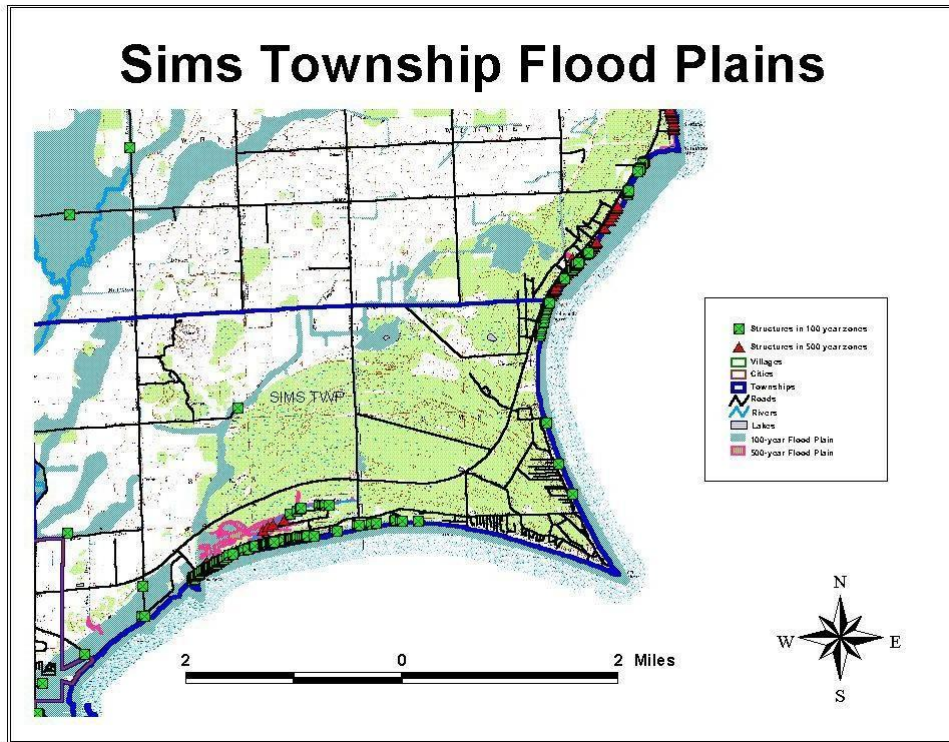 Sims Township Flood Plains
SIMS TWP
Structures in 100 year zones
Structures in 500 year zones
Villages
Cities
Townships
Roads
Rivers
Lakes
100-year Flood Plain
500-year Flood Plain
N
W E
S
2 0 2 Miles